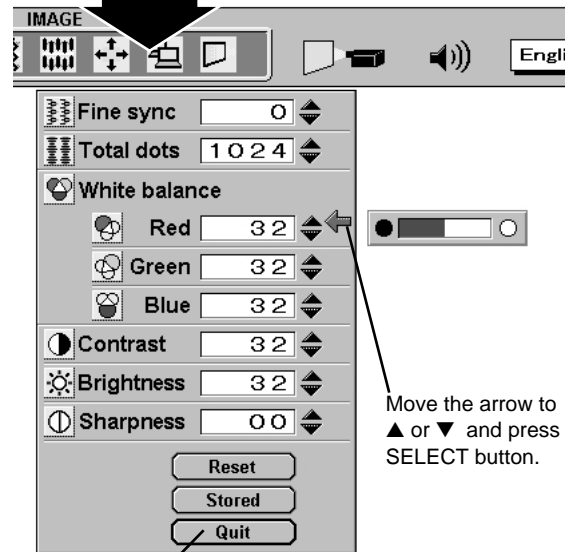 IMAGE
Engli
Fine sync 0
Total dots 1024
White balance
Red 32
Green 32
Blue 32
Contrast 32
Brightness 32
Sharpness 00
Move the arrow to
▲ or ▼ and press
SELECT button.
Reset
Stored
Quit